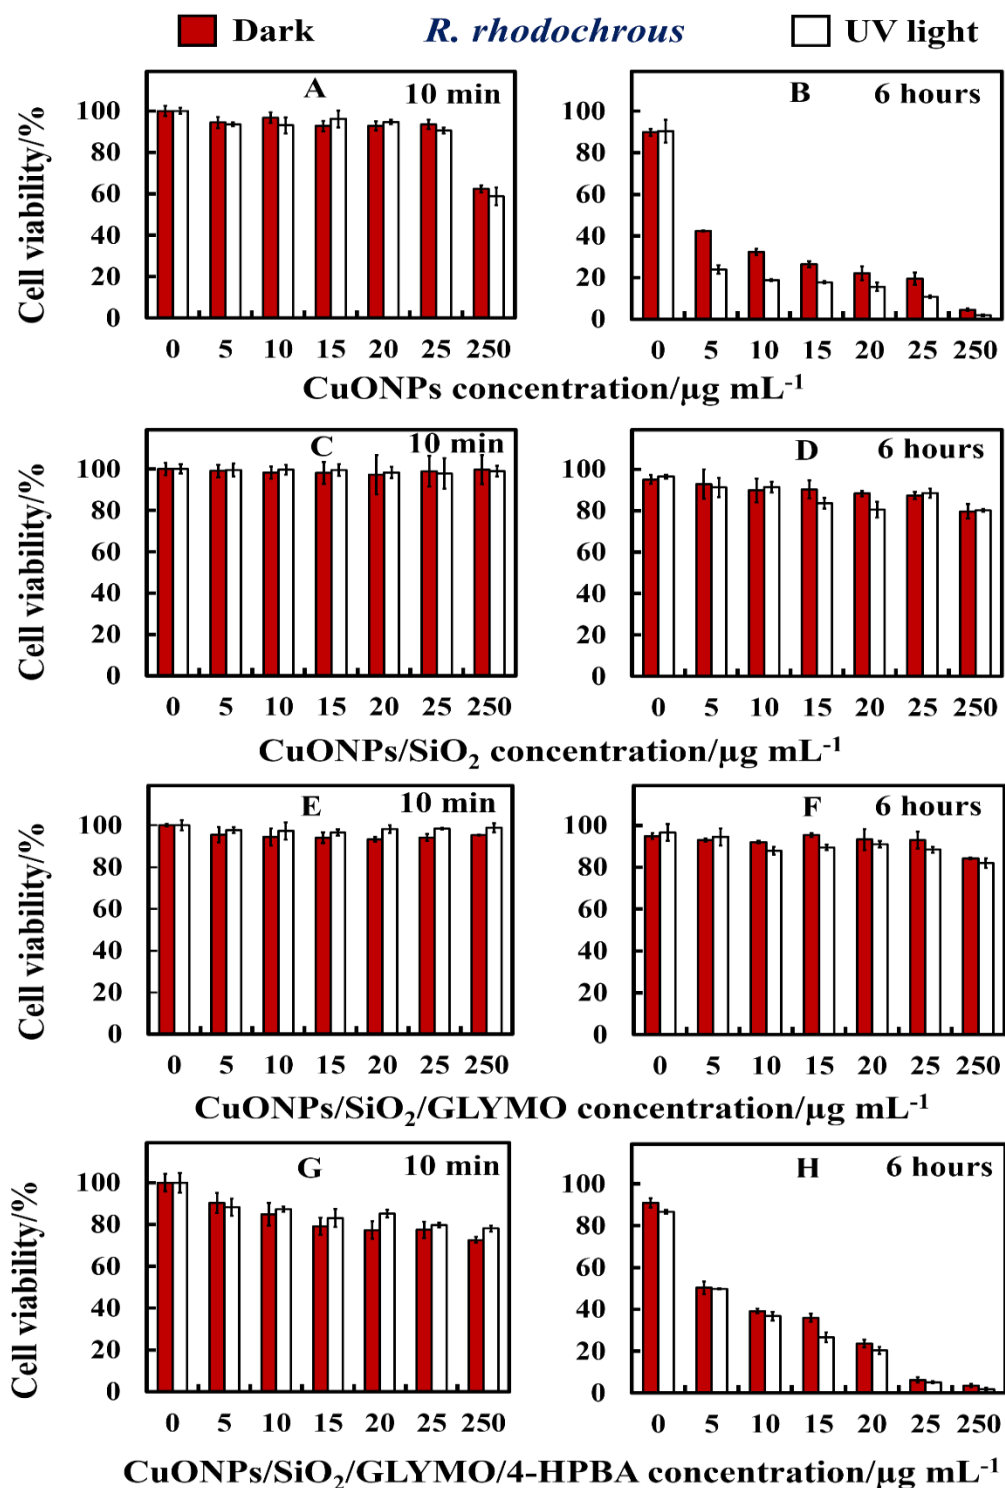 Dark R. rhodochrous UV light
Cell viability/%
A 10 min
100
80
60
40
20
0
0 5 10 15 20 25 250
B 6 hours
100
80
60
40
20
0
0 5 10 15 20 25 250
CuONPs concentration/µg mL⁻¹
Cell viability/%
C 10 min
100
80
60
40
20
0
0 5 10 15 20 25 250
D 6 hours
100
80
60
40
20
0
0 5 10 15 20 25 250
CuONPs/SiO₂ concentration/µg mL⁻¹
Cell viability/%
E 10 min
100
80
60
40
20
0
0 5 10 15 20 25 250
F 6 hours
100
80
60
40
20
0
0 5 10 15 20 25 250
CuONPs/SiO₂/GLYMO concentration/µg mL⁻¹
Cell viability/%
G 10 min
100
80
60
40
20
0
0 5 10 15 20 25 250
H 6 hours
100
80
60
40
20
0
0 5 10 15 20 25 250
CuONPs/SiO₂/GLYMO/4-HPBA concentration/µg mL⁻¹